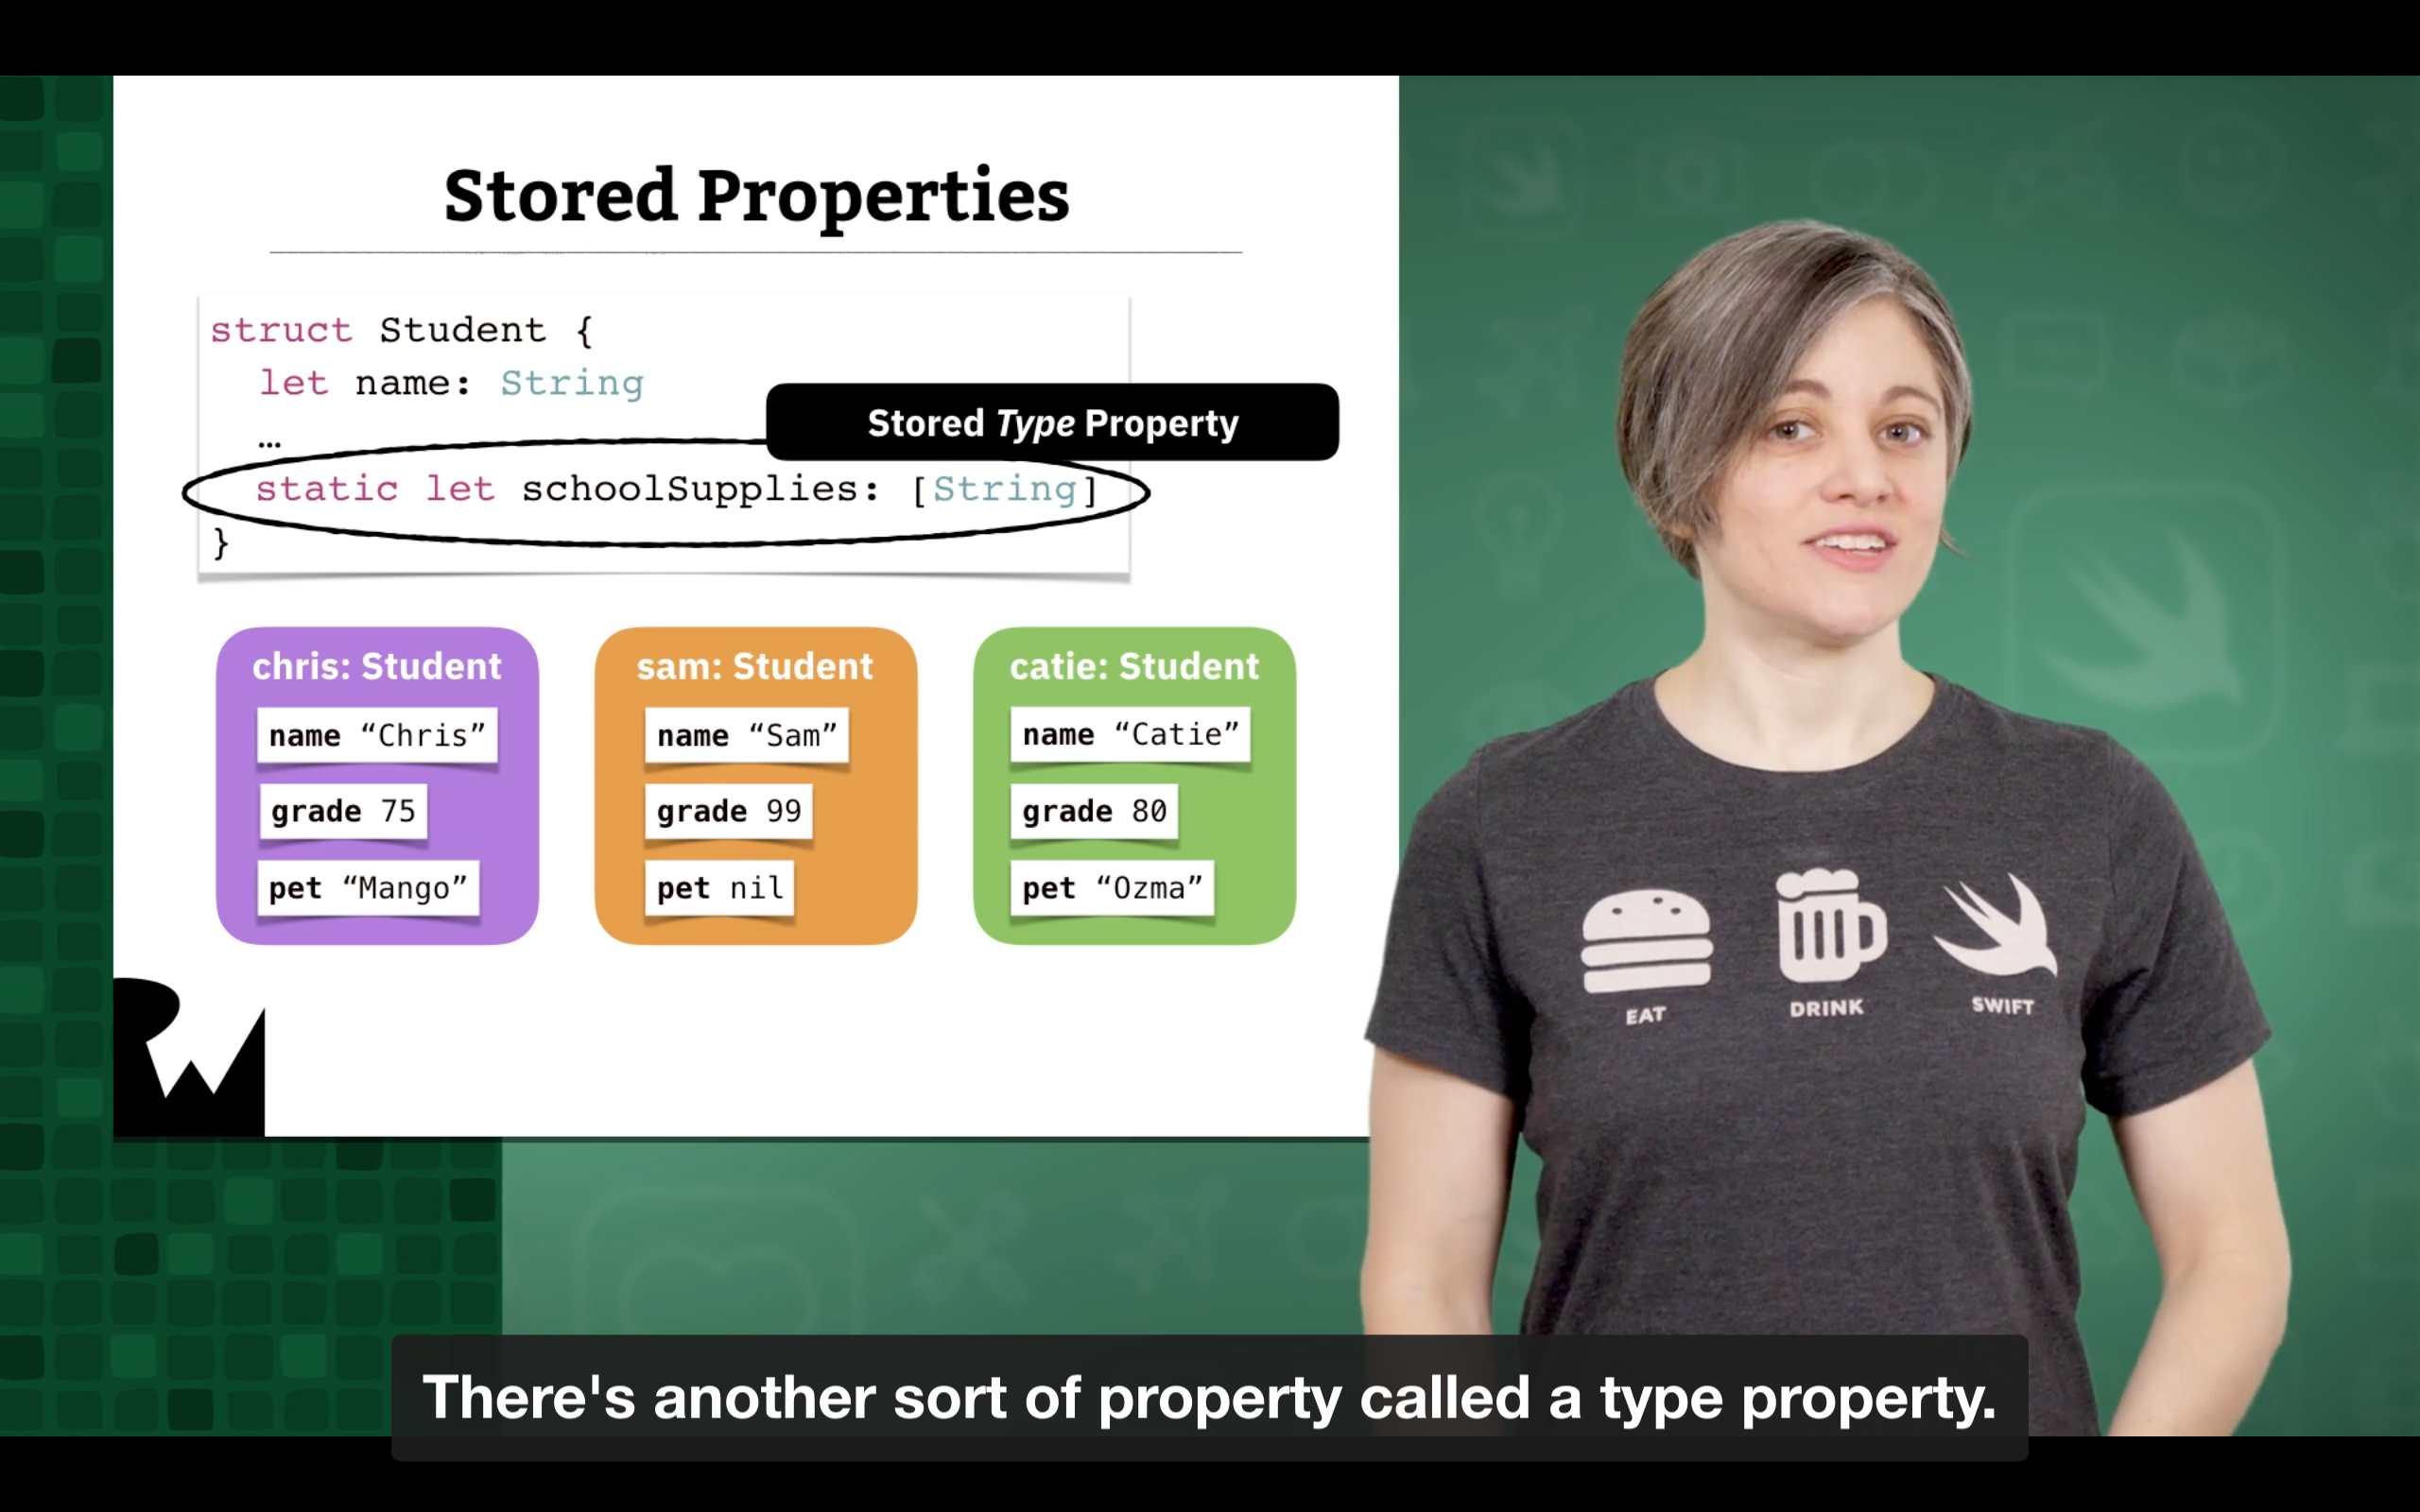 Stored Properties
struct Student {
let name: String
…
Stored Type Property
static let schoolSupplies: [String]
}
chris: Student
name “Chris”
grade 75
pet “Mango”
sam: Student
name “Sam”
grade 99
pet nil
catie: Student
name “Catie”
grade 80
pet “Ozma”
RW
EAT
DRINK
SWIFT
There's another sort of property called a type property.